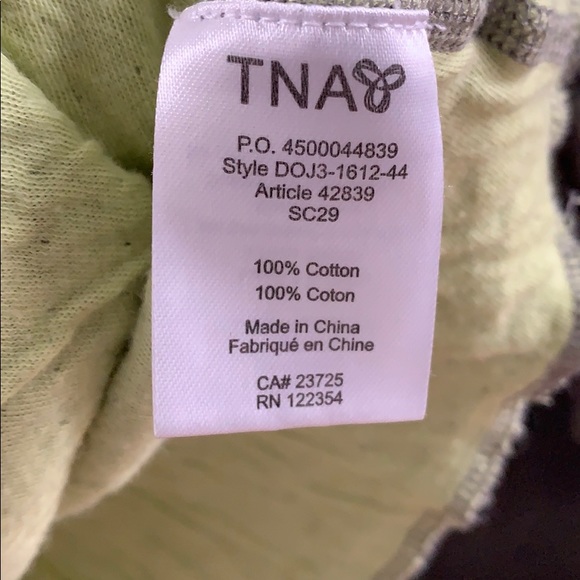 TNA
P.O. 4500044839
Style DOJ3-1612-44
Article 42839
SC29
100% Cotton
100% Coton
Made in China
Fabriqué en Chine
CA# 23725
RN 122354